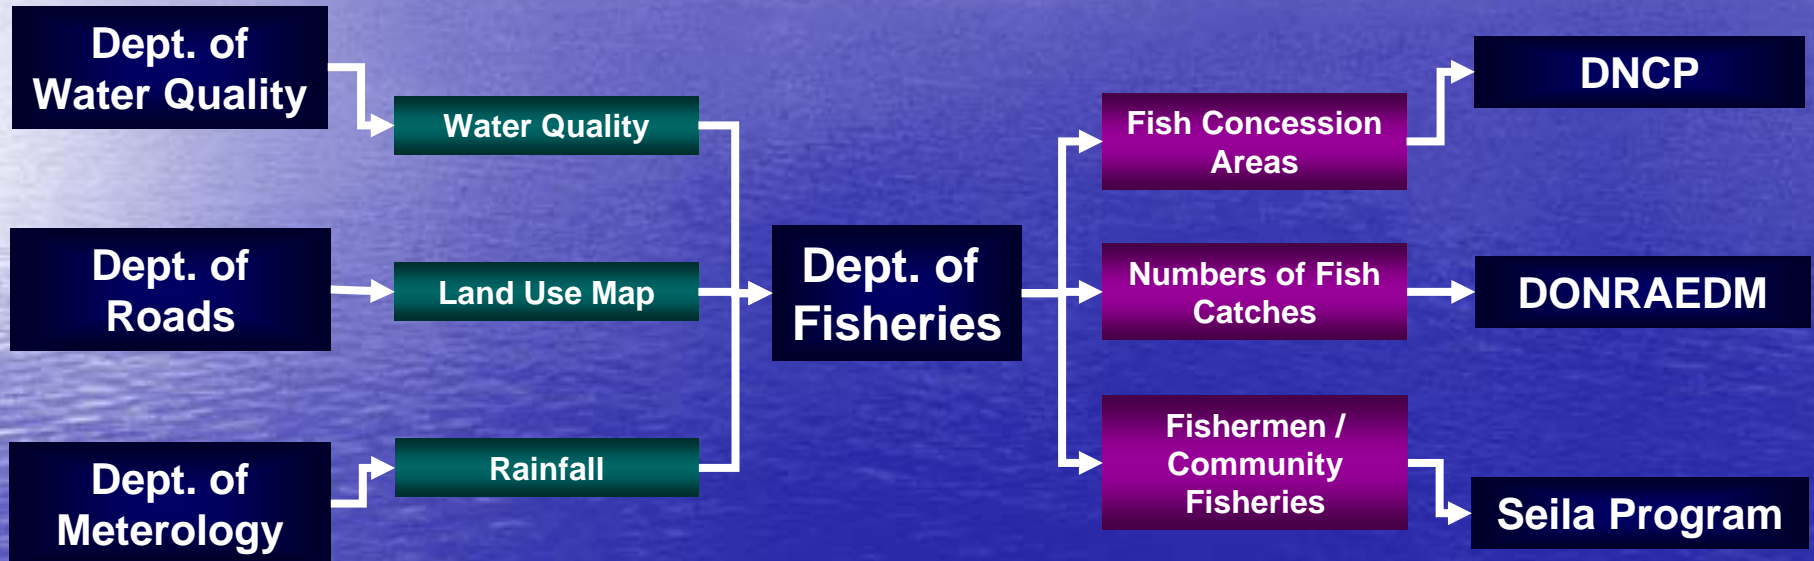 Dept. of
Water Quality
Water Quality
Dept. of
Roads
Land Use Map
Dept. of
Meterology
Rainfall
Dept. of
Fisheries
Fish Concession
Areas
DNCP
Numbers of Fish
Catches
DONRAEDM
Fishermen /
Community
Fisheries
Seila Program